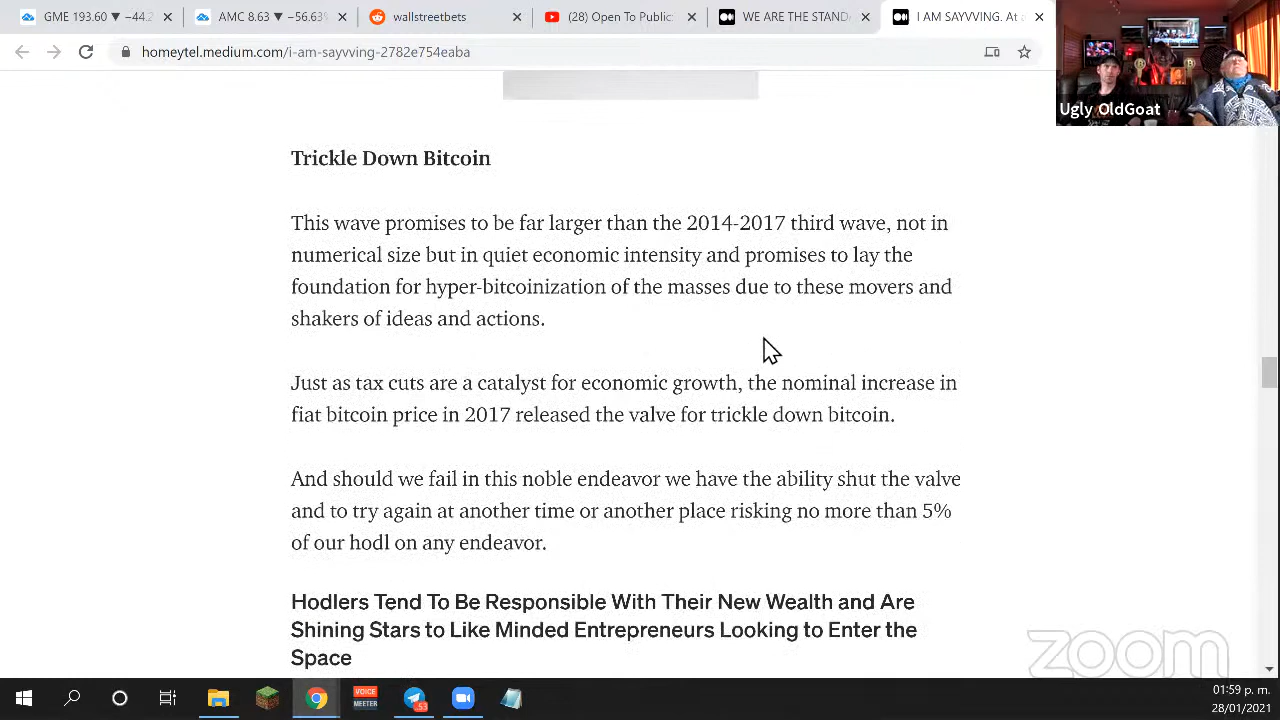 GME 193.60 ▼ −44.2
AMC 8.63 ▼ −56.63%
wallstreetbets
(28) Open To Public:
WE ARE THE STAND
I AM SAYVVING. At
homeytel.medium.com/i-am-sayvving-2782e7
Ugly OldGoat
Trickle Down Bitcoin
This wave promises to be far larger than the 2014-2017 third wave, not in
numerical size but in quiet economic intensity and promises to lay the
foundation for hyper-bitcoinization of the masses due to these movers and
shakers of ideas and actions.
Just as tax cuts are a catalyst for economic growth, the nominal increase in
fiat bitcoin price in 2017 released the valve for trickle down bitcoin.
And should we fail in this noble endeavor we have the ability shut the valve
and to try again at another time or another place risking no more than 5%
of our hodl on any endeavor.
Hodlers Tend To Be Responsible With Their New Wealth and Are
Shining Stars to Like Minded Entrepreneurs Looking to Enter the
Space
zoom
VOICE
MEETER
53
01:59 p. m.
28/01/2021